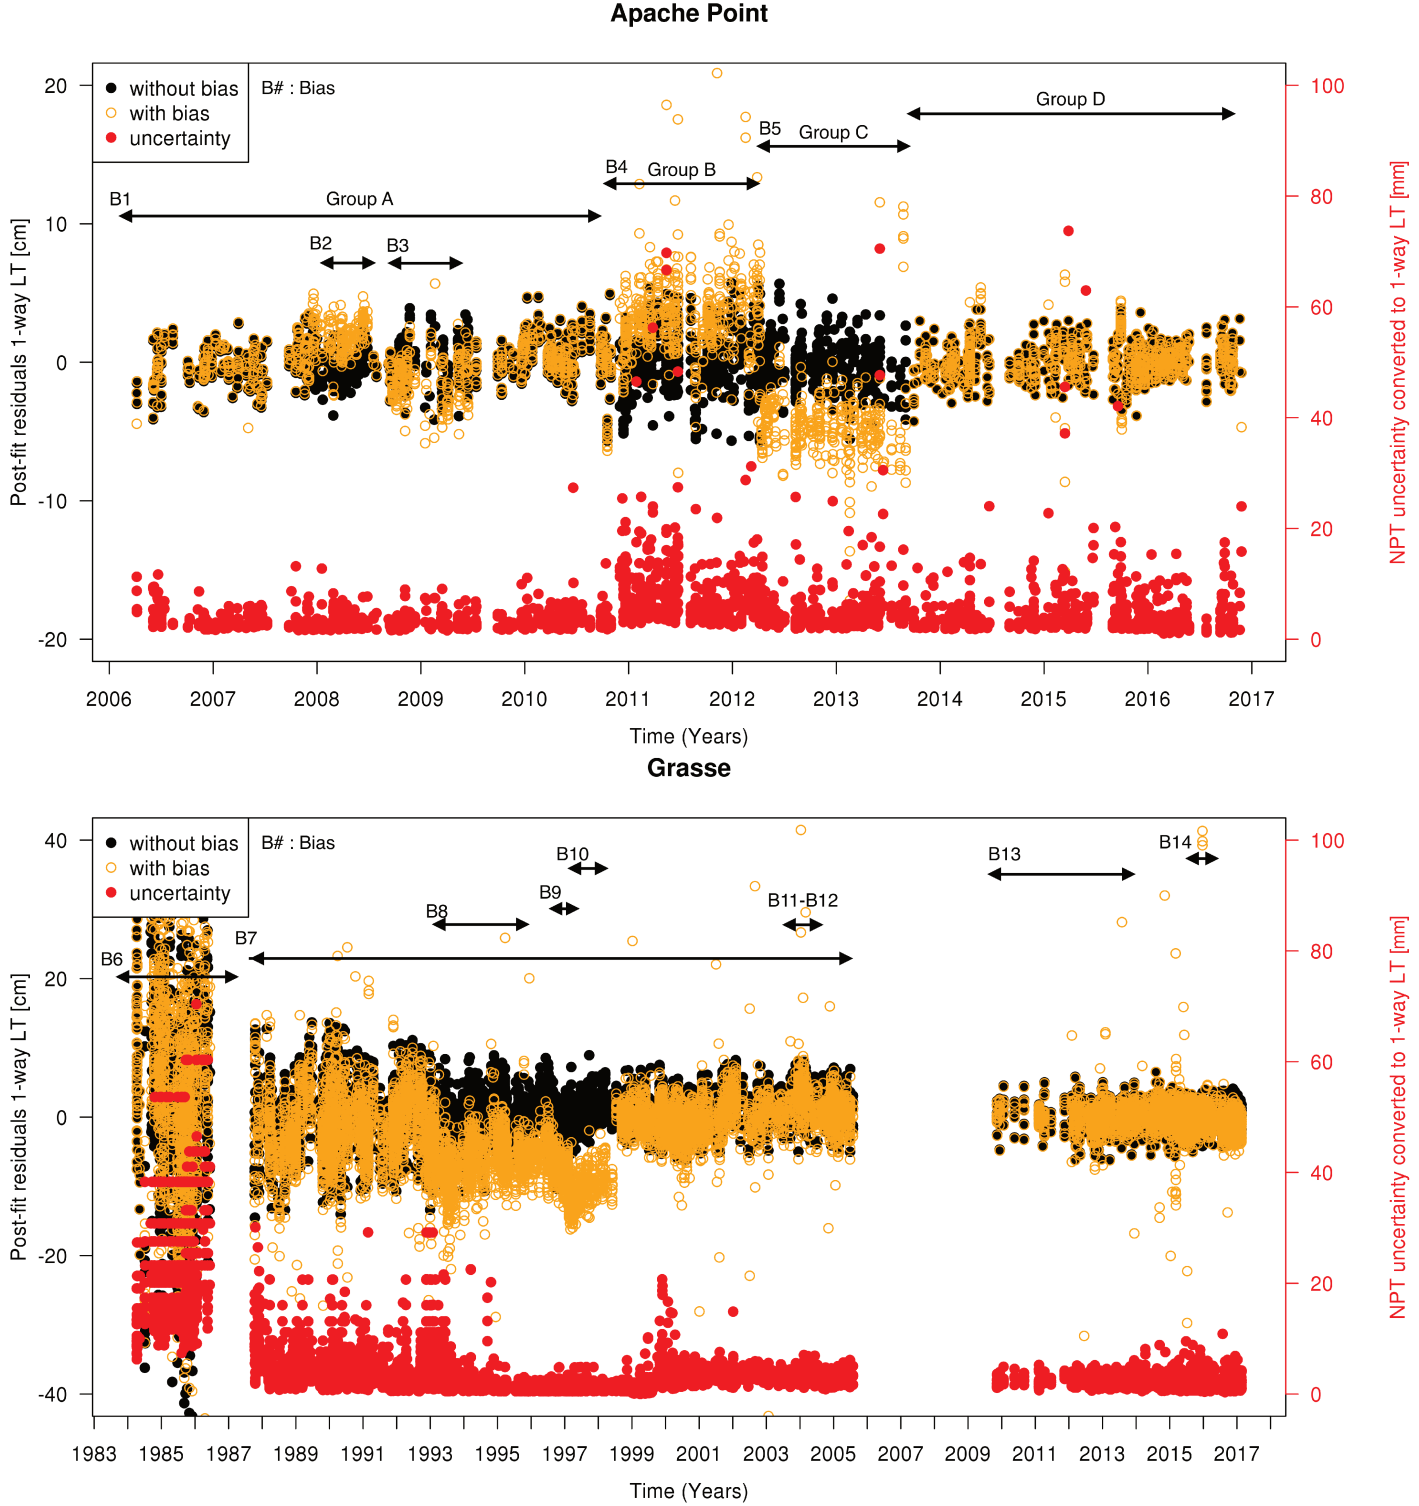 Apache Point
without bias
with bias
uncertainty
B# : Bias
Group D
B5
Group C
B4
Group B
B1
Group A
B2
B3
20
10
0
-10
-20
Post-fit residuals 1-way LT [cm]
100
80
60
40
20
0
NPT uncertainty converted to 1-way LT [mm]
2006 2007 2008 2009 2010 2011 2012 2013 2014 2015 2016 2017
Time (Years)
Grasse
without bias
with bias
uncertainty
B# : Bias
B14
B10
B13
B9
B11-B12
B8
B7
B6
40
20
0
-20
-40
Post-fit residuals 1-way LT [cm]
100
80
60
40
20
0
NPT uncertainty converted to 1-way LT [mm]
1983 1985 1987 1989 1991 1993 1995 1997 1999 2001 2003 2005 2007 2009 2011 2013 2015 2017
Time (Years)